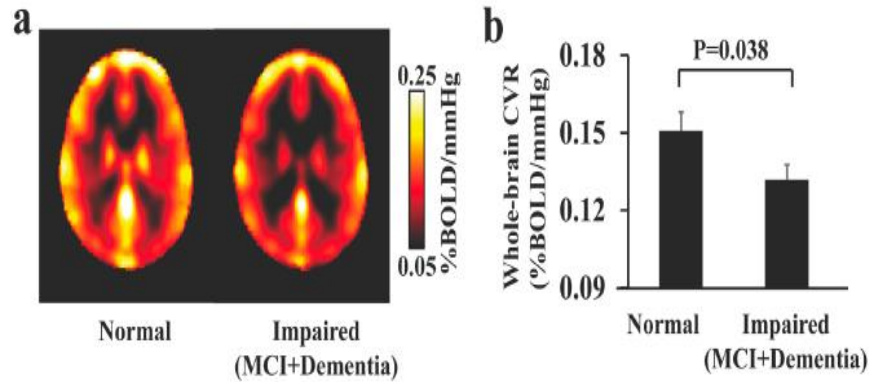 a
0.25
0.05
%BOLD/mmHg
Normal
Impaired
(MCI+Dementia)
b
Whole-brain CVR
(%BOLD/mmHg)
0.18
0.15
0.12
0.09
P=0.038
Normal
Impaired
(MCI+Dementia)